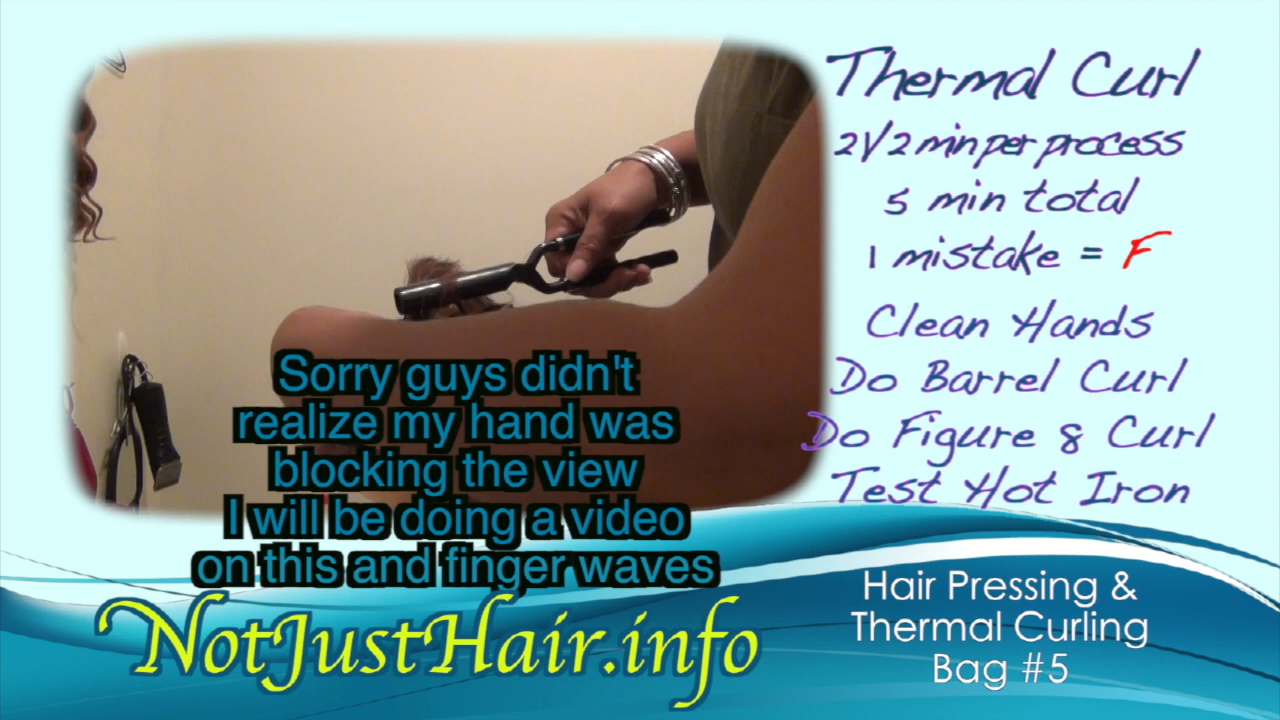 Thermal Curl
2 1/2 min per process
5 min total
1 mistake = F
Clean Hands
Do Barrel Curl
Do Figure 8 Curl
Test Hot Iron
Sorry guys didn't
realize my hand was
blocking the view
I will be doing a video
on this and finger waves
NotJustHair.info
Hair Pressing &
Thermal Curling
Bag #5